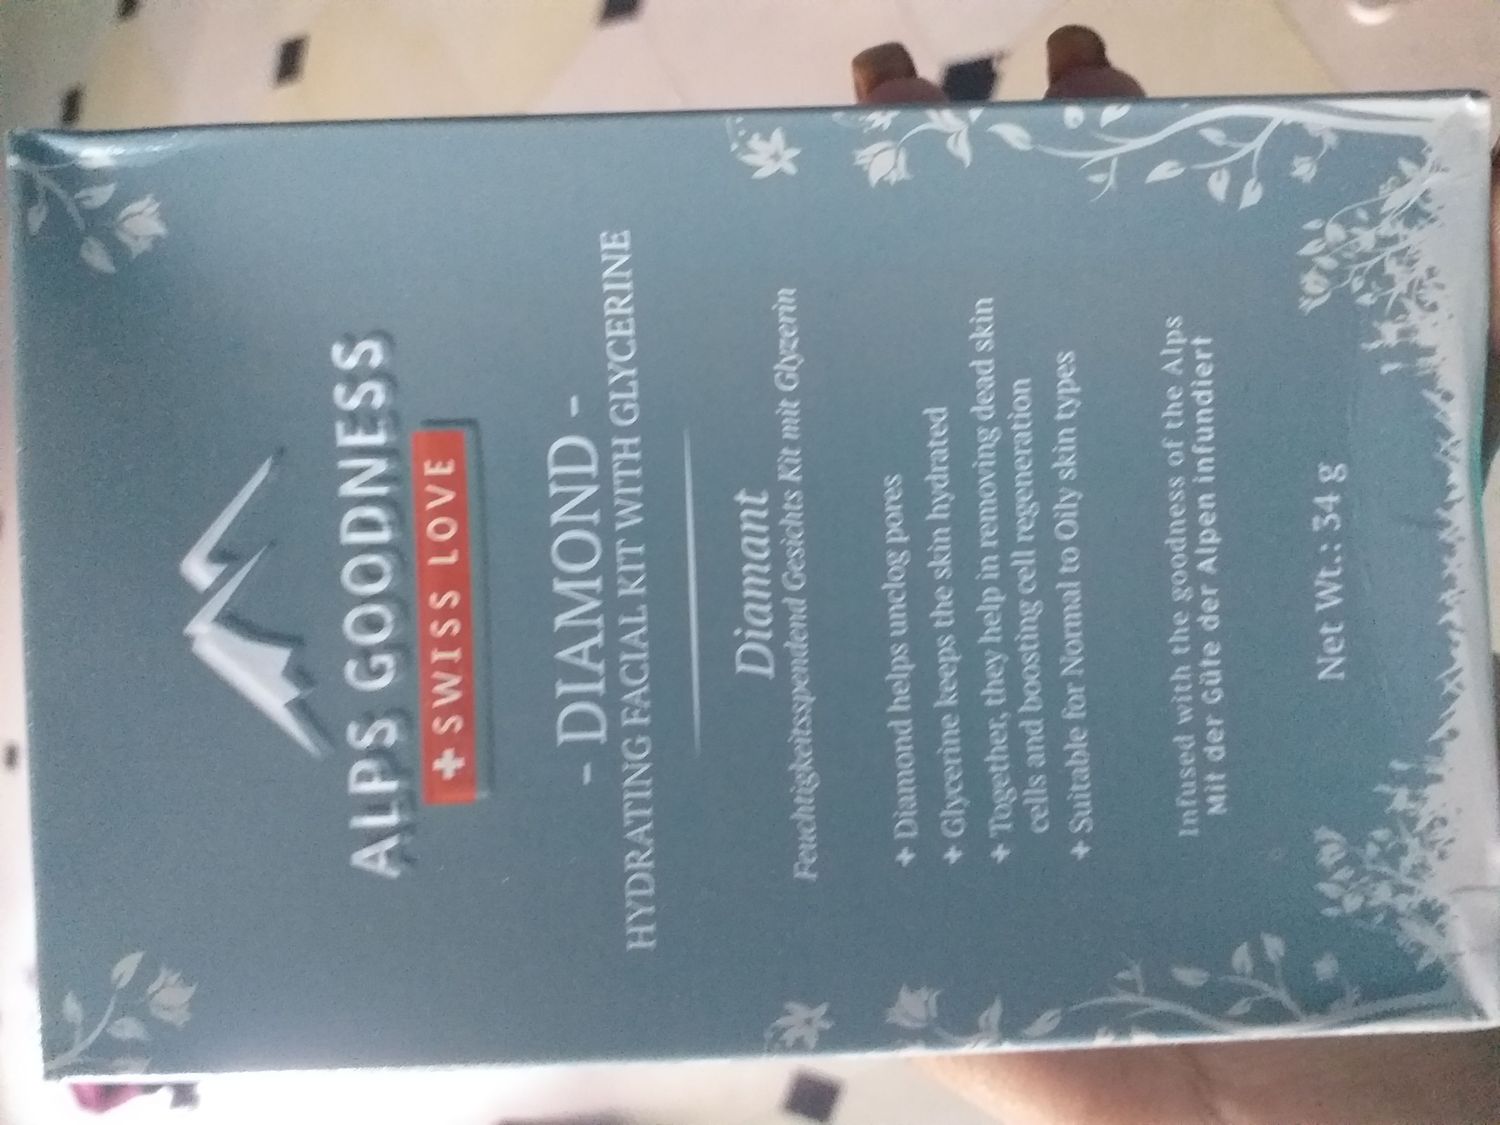 ALPS GOODNESS
+ SWISS LOVE
- DIAMOND -
HYDRATING FACIAL KIT WITH GLYCERINE
Diamant
Feuchtigkeitsspendend Gesichts Kit mit Glyzerin
+ Diamond helps unclog pores
+ Glycerine keeps the skin hydrated
+ Together, they help in removing dead skin
cells and boosting cell regeneration
+ Suitable for Normal to Oily skin types
Infused with the goodness of the Alps
Mit der Güte der Alpen infundiert
Net Wt.: 34 g